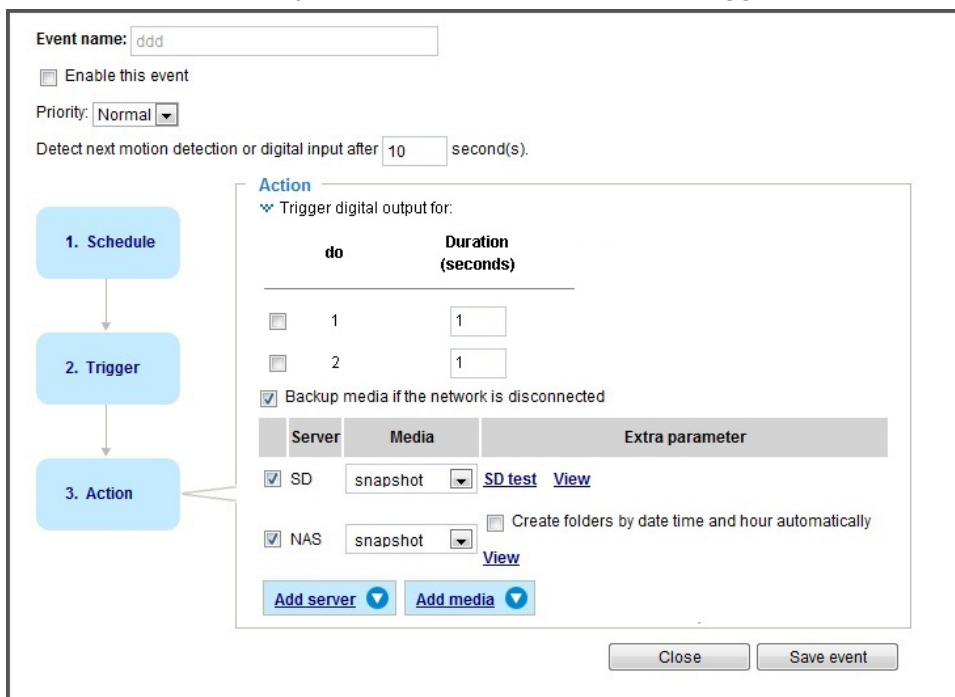 Event name: ddd
Enable this event
Priority: Normal
Detect next motion detection or digital input after 10 second(s).
Action
Trigger digital output for:
do Duration (seconds)
1 1
2 1
Backup media if the network is disconnected
Server Media Extra parameter
SD snapshot SD test View
NAS snapshot Create folders by date time and hour automatically
View
Add server Add media
1. Schedule
2. Trigger
3. Action
Close Save event